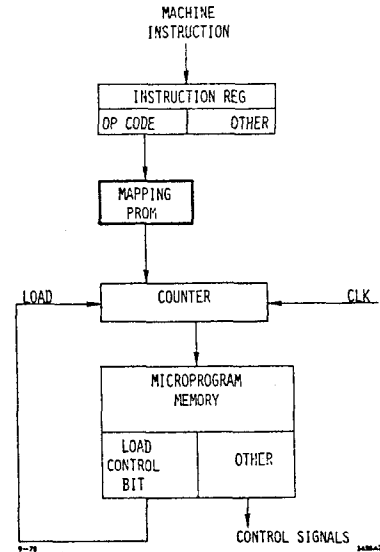 MACHINE
INSTRUCTION
INSTRUCTION REG
OP CODE
OTHER
MAPPING
PROM
LOAD
COUNTER
CLK
MICROPROGRAM
MEMORY
LOAD
CONTROL
BIT
OTHER
CONTROL SIGNALS
9-78